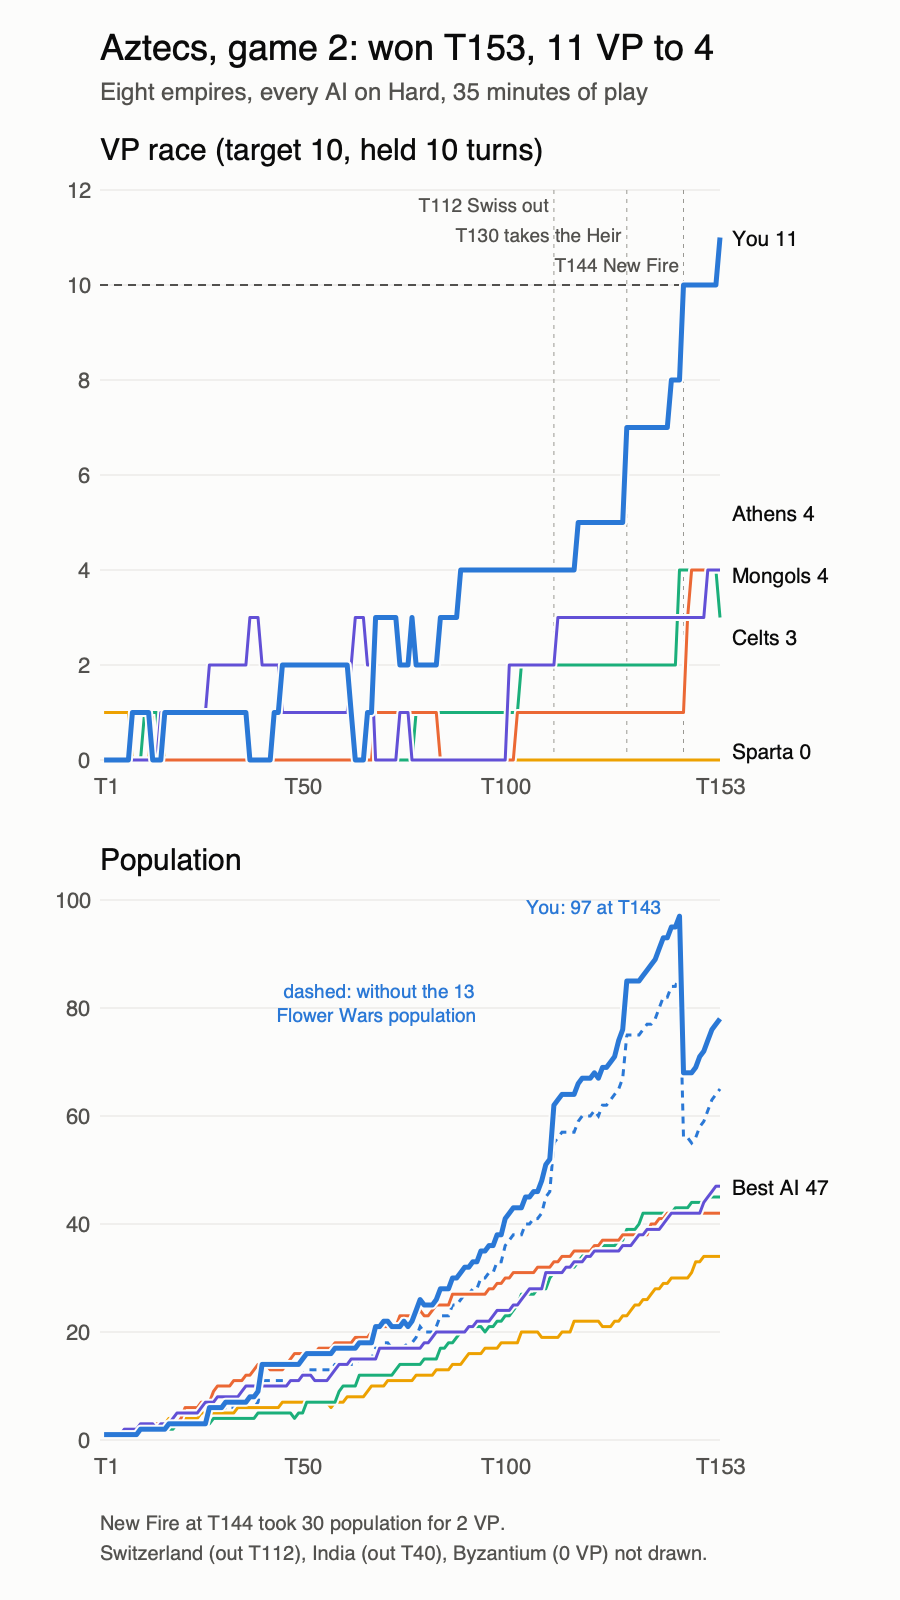 Aztecs, game 2: won T153, 11 VP to 4
Eight empires, every AI on Hard, 35 minutes of play
VP race (target 10, held 10 turns)
12
T112 Swiss out
T130 takes the Heir
You 11
T144 New Fire
10
8
6
Athens 4
4
Mongols 4
Celts 3
2
Sparta 0
0
T1
T50
T100
T153
Population
100
You: 97 at T143
dashed: without the 13
Flower Wars population
80
60
Best AI 47
40
20
0
T1
T50
T100
T153
New Fire at T144 took 30 population for 2 VP.
Switzerland (out T112), India (out T40), Byzantium (0 VP) not drawn.